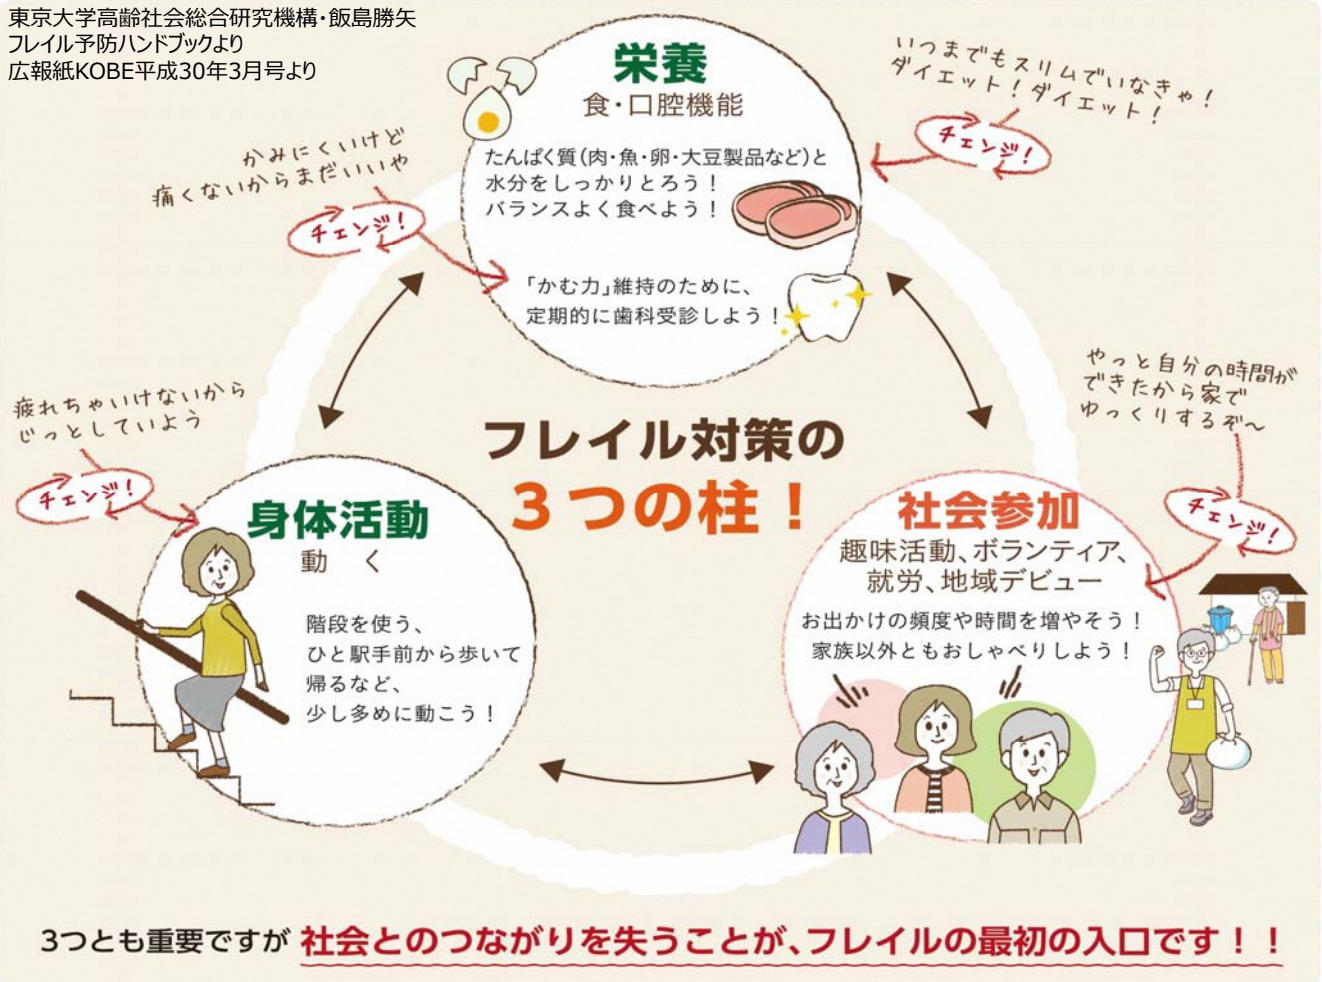 東京大学高齢社会総合研究機構・飯島勝矢
フレイル予防ハンドブックより
広報紙KOBE平成30年3月号より
栄養
食・口腔機能
たんぱく質(肉・魚・卵・大豆製品など)と
水分をしっかりとろう！
バランスよく食べよう！
「かむ力」維持のために、
定期的に歯科受診しよう！
いつまでもスリムでいなきゃ！
ダイエット！ダイエット！
チェンジ！
かみにくいけど
痛くないからまだいいや
チェンジ！
フレイル対策の
3つの柱！
疲れちゃいけないから
じっとしていよう
チェンジ！
身体活動
動 く
階段を使う、
ひと駅手前から歩いて
帰るなど、
少し多めに動こう！
やっと自分の時間が
できたから家で
ゆっくりするぞ～
チェンジ！
社会参加
趣味活動、ボランティア、
就労、地域デビュー
お出かけの頻度や時間を増やそう！
家族以外ともおしゃべりしよう！
3つとも重要ですが 社会とのつながりを失うことが、フレイルの最初の入口です！！